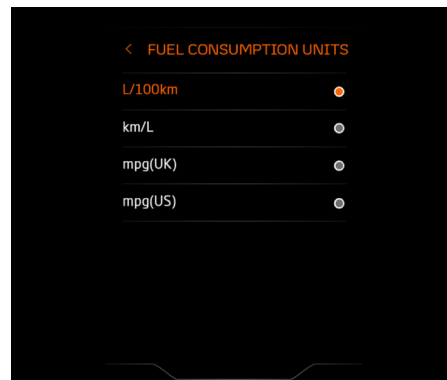 < FUEL CONSUMPTION UNITS
L/100km
km/L
mpg(UK)
mpg(US)